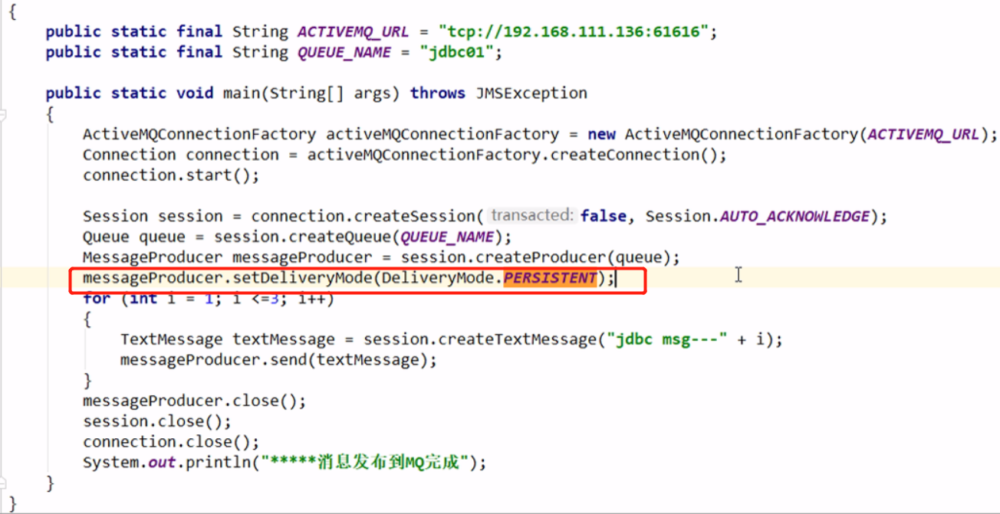 {
public static final String ACTIVEMQ_URL = "tcp://192.168.111.136:61616";
public static final String QUEUE_NAME = "jdbc01";
public static void main(String[] args) throws JMSException
{
ActiveMQConnectionFactory activeMQConnectionFactory = new ActiveMQConnectionFactory(ACTIVEMQ_URL);
Connection connection = activeMQConnectionFactory.createConnection();
connection.start();
Session session = connection.createSession( transacted: false, Session.AUTO_ACKNOWLEDGE);
Queue queue = session.createQueue(QUEUE_NAME);
MessageProducer messageProducer = session.createProducer(queue);
messageProducer.setDeliveryMode(DeliveryMode.PERSISTENT);
for (int i = 1; i <=3; i++)
{
TextMessage textMessage = session.createTextMessage("jdbc msg---" + i);
messageProducer.send(textMessage);
}
messageProducer.close();
session.close();
connection.close();
System.out.println("*****消息发布到MQ完成");
}
}